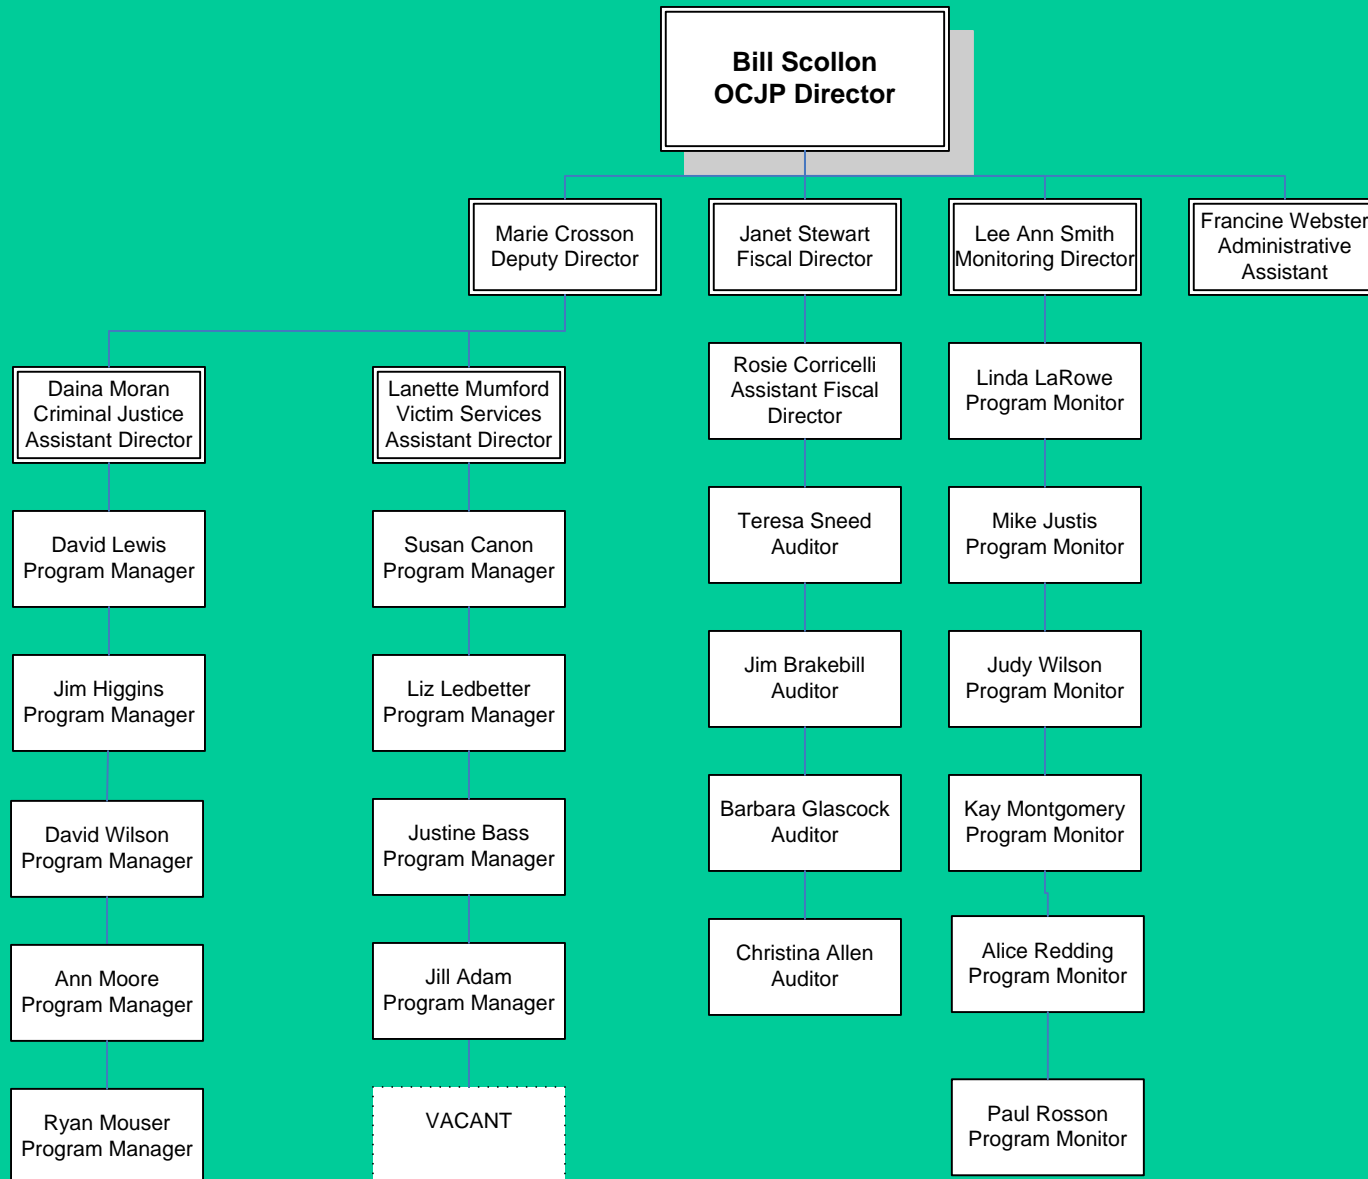 Bill Scollon
OCJP Director
Marie Crosson
Deputy Director
Janet Stewart
Fiscal Director
Lee Ann Smith
Monitoring Director
Francine Webster
Administrative
Assistant
Daina Moran
Criminal Justice
Assistant Director
David Lewis
Program Manager
Jim Higgins
Program Manager
David Wilson
Program Manager
Ann Moore
Program Manager
Ryan Mouser
Program Manager
Lanette Mumford
Victim Services
Assistant Director
Susan Canon
Program Manager
Liz Ledbetter
Program Manager
Justine Bass
Program Manager
Jill Adam
Program Manager
VACANT
Rosie Corricelli
Assistant Fiscal
Director
Teresa Sneed
Auditor
Jim Brakebill
Auditor
Barbara Glascock
Auditor
Christina Allen
Auditor
Linda LaRowe
Program Monitor
Mike Justis
Program Monitor
Judy Wilson
Program Monitor
Kay Montgomery
Program Monitor
Alice Redding
Program Monitor
Paul Rosson
Program Monitor